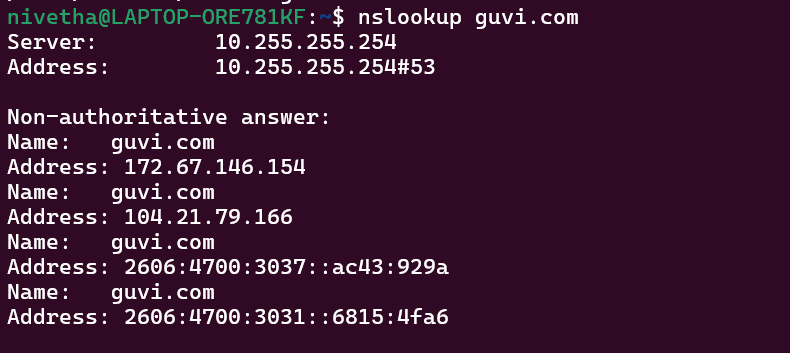 nivetha@LAPTOP-ORE781KF:~$ nslookup guvi.com
Server:         10.255.255.254
Address:        10.255.255.254#53

Non-authoritative answer:
Name:   guvi.com
Address: 172.67.146.154
Name:   guvi.com
Address: 104.21.79.166
Name:   guvi.com
Address: 2606:4700:3037::ac43:929a
Name:   guvi.com
Address: 2606:4700:3031::6815:4fa6